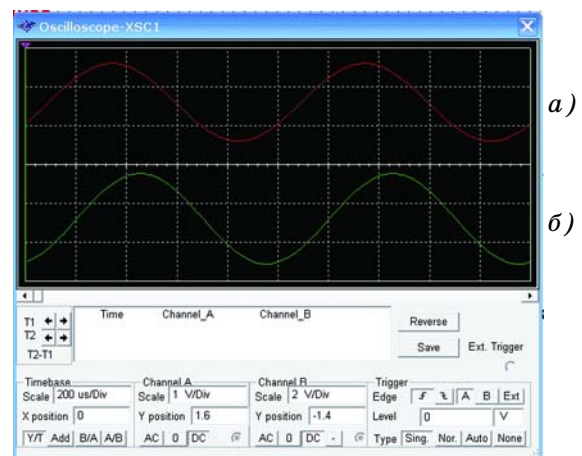 Oscilloscope-XSC1
а)
б)
T1
T2
T2-T1
Time Channel_A Channel_B
Reverse
Save
Ext. Trigger
Timebase
Scale 200 us/Div
X position 0
Y/T Add B/A A/B
Channel A
Scale 1 V/Div
Y position 1.6
AC 0 DC
Channel B
Scale 2 V/Div
Y position -1.4
AC 0 DC -
Trigger
Edge A B Ext
Level 0 V
Type Sing. Nor. Auto None